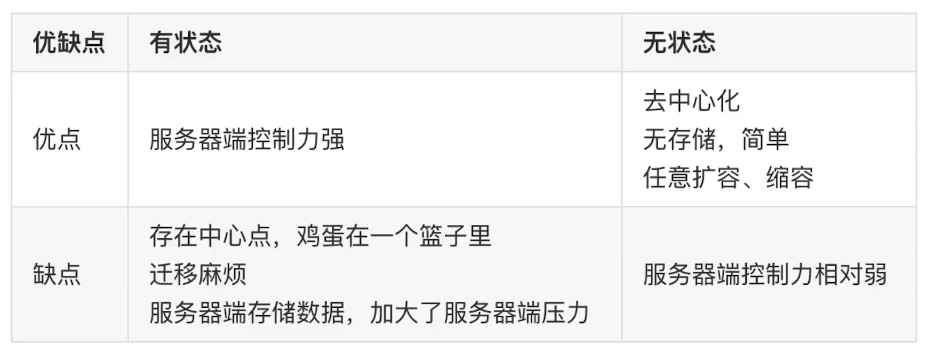 优缺点 有状态 无状态
优点 服务器端控制力强 去中心化
无存储，简单
任意扩容、缩容
缺点 存在中心点，鸡蛋在一个篮子里
迁移麻烦
服务器端存储数据，加大了服务器端压力
服务器端控制力相对弱